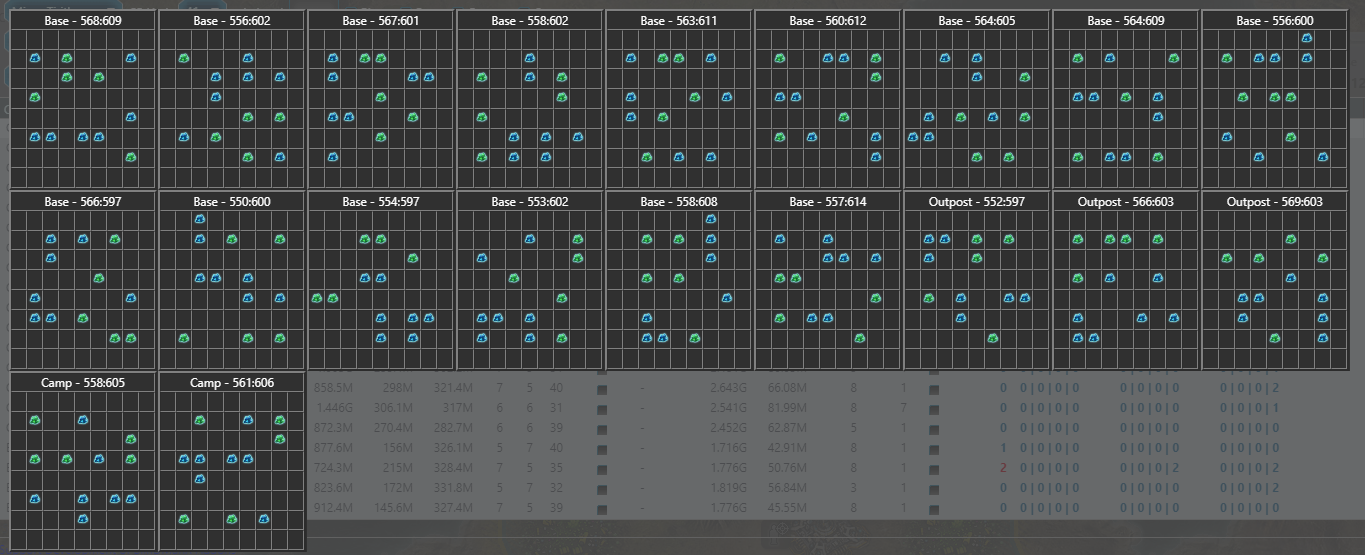 Base - 568:609 Base - 556:602 Base - 567:601 Base - 558:602 Base - 563:611 Base - 560:612 Base - 564:605 Base - 564:609 Base - 556:600
Base - 566:597 Base - 550:600 Base - 554:597 Base - 553:602 Base - 558:608 Base - 557:614 Outpost - 552:597 Outpost - 566:603 Outpost - 569:603
Camp - 558:605 Camp - 561:606
858.5M 298M 321.4M 7 5 40 - 2.643G 66.08M 8 1 0 0|0|0|0 0|0|0|0 0|0|0|2
1.446G 306.1M 317M 6 6 31 - 2.541G 81.99M 8 7 0 0|0|0|0 0|0|0|0 0|0|0|1
872.3M 270.4M 282.7M 6 6 39 - 2.452G 62.87M 5 1 0 0|0|0|0 0|0|0|0 0|0|0|2
877.6M 156M 326.1M 5 7 40 - 1.716G 42.91M 8 1 1 0|0|0|0 0|0|0|0 0|0|0|2
724.3M 215M 328.4M 5 7 35 - 1.776G 50.76M 8 1 2 0|0|0|0 0|0|0|2 0|0|0|2
823.6M 172M 331.8M 5 7 32 - 1.819G 56.84M 3 1 0 0|0|0|0 0|0|0|0 0|0|0|2
912.4M 145.6M 327.4M 5 7 39 - 1.776G 45.55M 8 1 0 0|0|0|0 0|0|0|0 0|0|0|2